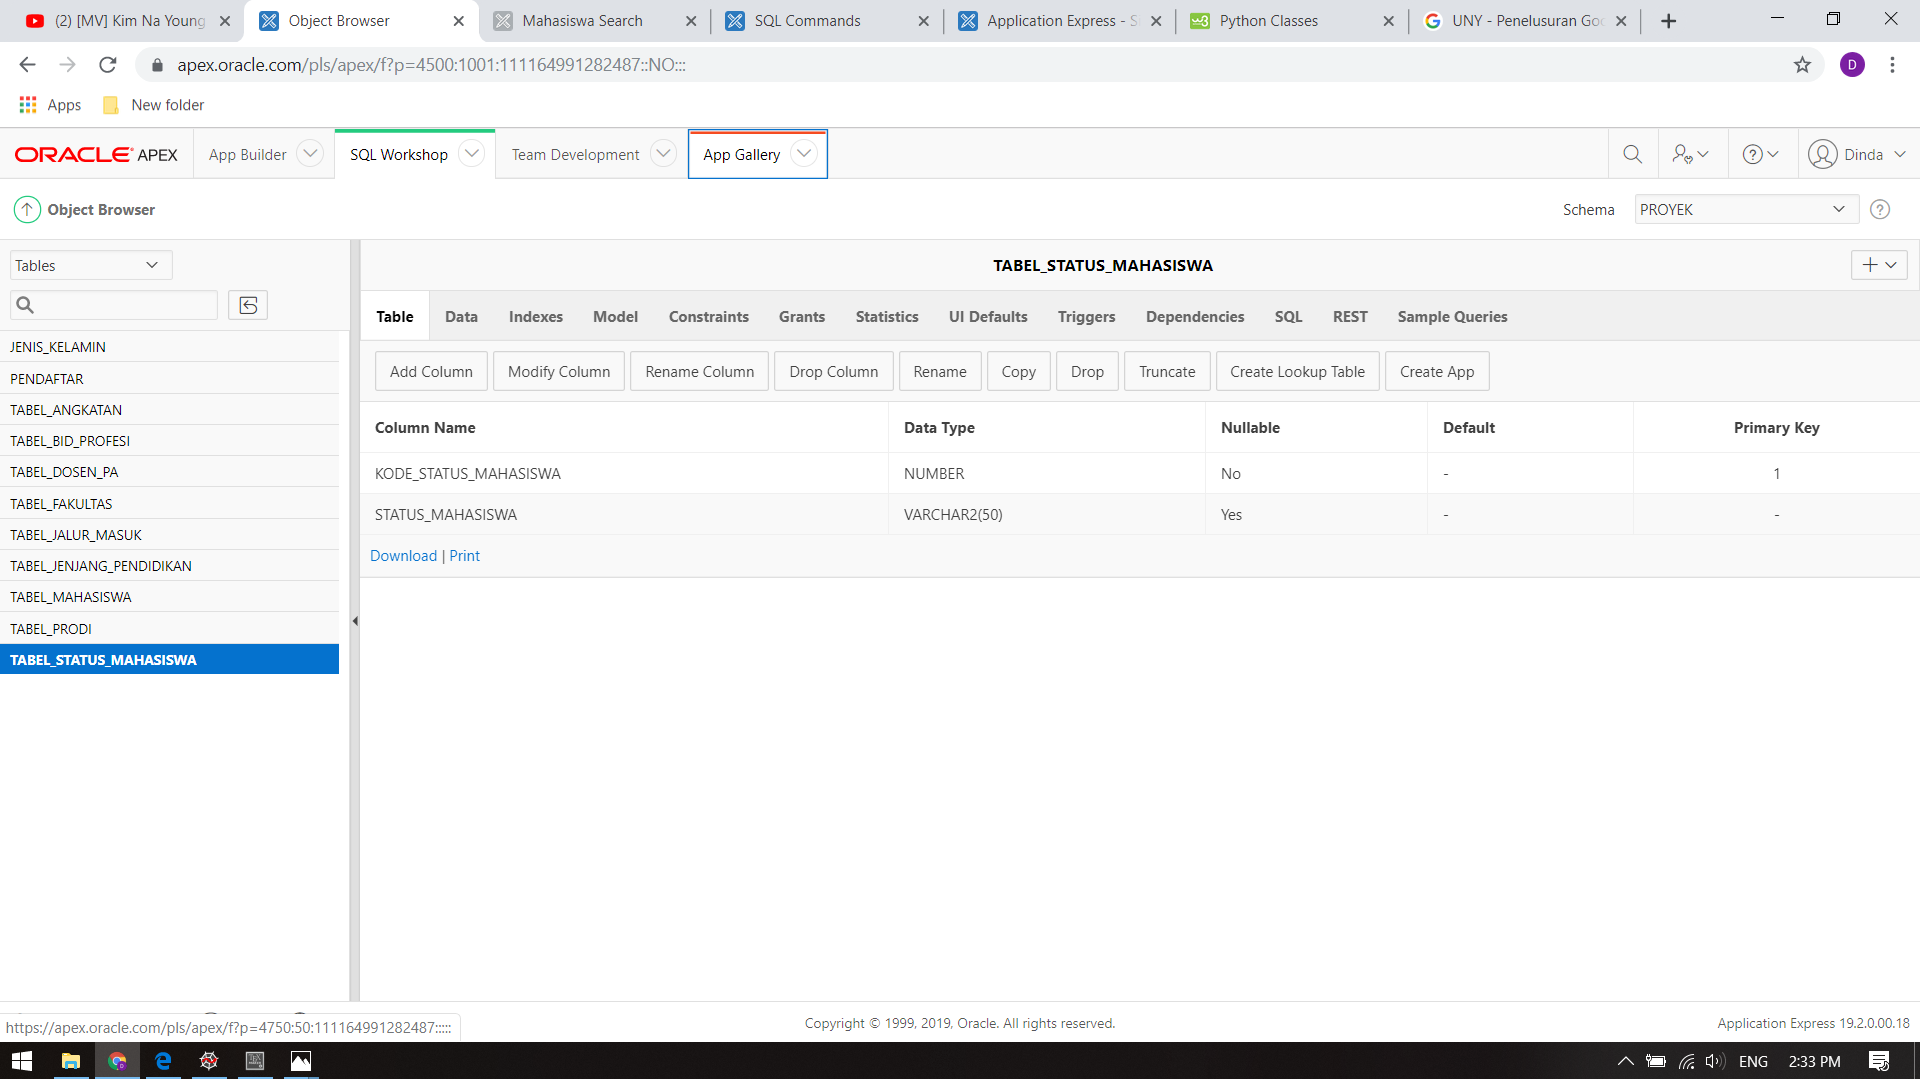 (2) [MV] Kim Na Young
Object Browser
Mahasiswa Search
SQL Commands
Application Express - S
Python Classes
UNY - Penelusuran Goo
apex.oracle.com/pls/apex/f?p=4500:1001:111164991282487::NO:::
D
Apps
New folder
ORACLE APEX
App Builder
SQL Workshop
Team Development
App Gallery
Dinda
Object Browser
Schema
PROYEK
Tables
TABEL_STATUS_MAHASISWA
Table
Data
Indexes
Model
Constraints
Grants
Statistics
UI Defaults
Triggers
Dependencies
SQL
REST
Sample Queries
JENIS_KELAMIN
PENDAFTAR
TABEL_ANGKATAN
TABEL_BID_PROFESI
TABEL_DOSEN_PA
TABEL_FAKULTAS
TABEL_JALUR_MASUK
TABEL_JENJANG_PENDIDIKAN
TABEL_MAHASISWA
TABEL_PRODI
TABEL_STATUS_MAHASISWA
Add Column
Modify Column
Rename Column
Drop Column
Rename
Copy
Drop
Truncate
Create Lookup Table
Create App
Column Name Data Type Nullable Default Primary Key
KODE_STATUS_MAHASISWA NUMBER No - 1
STATUS_MAHASISWA VARCHAR2(50) Yes - -
Download | Print
https://apex.oracle.com/pls/apex/f?p=4750:50:111164991282487:::::
Copyright © 1999, 2019, Oracle. All rights reserved.
Application Express 19.2.0.00.18
ENG
2:33 PM